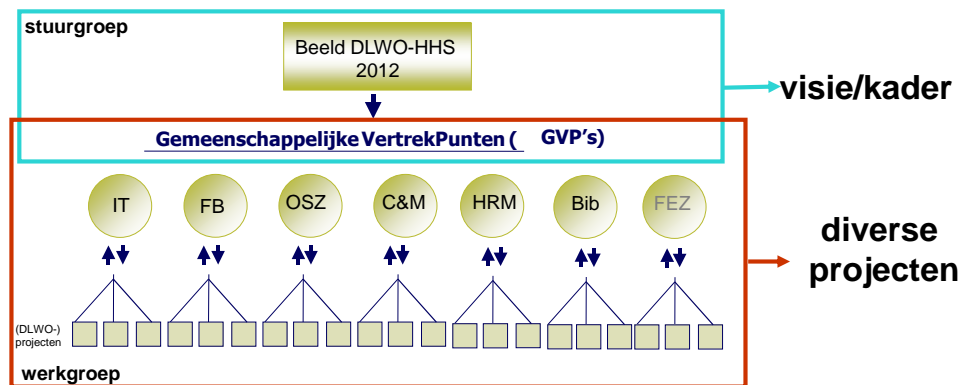 stuurgroep
Beeld DLWO-HHS
2012
visie/kader
Gemeenschappelijke VertrekPunten ( GVP's)
IT
FB
OSZ
C&M
HRM
Bib
FEZ
diverse
projecten
(DLWO-)
projecten
werkgroep